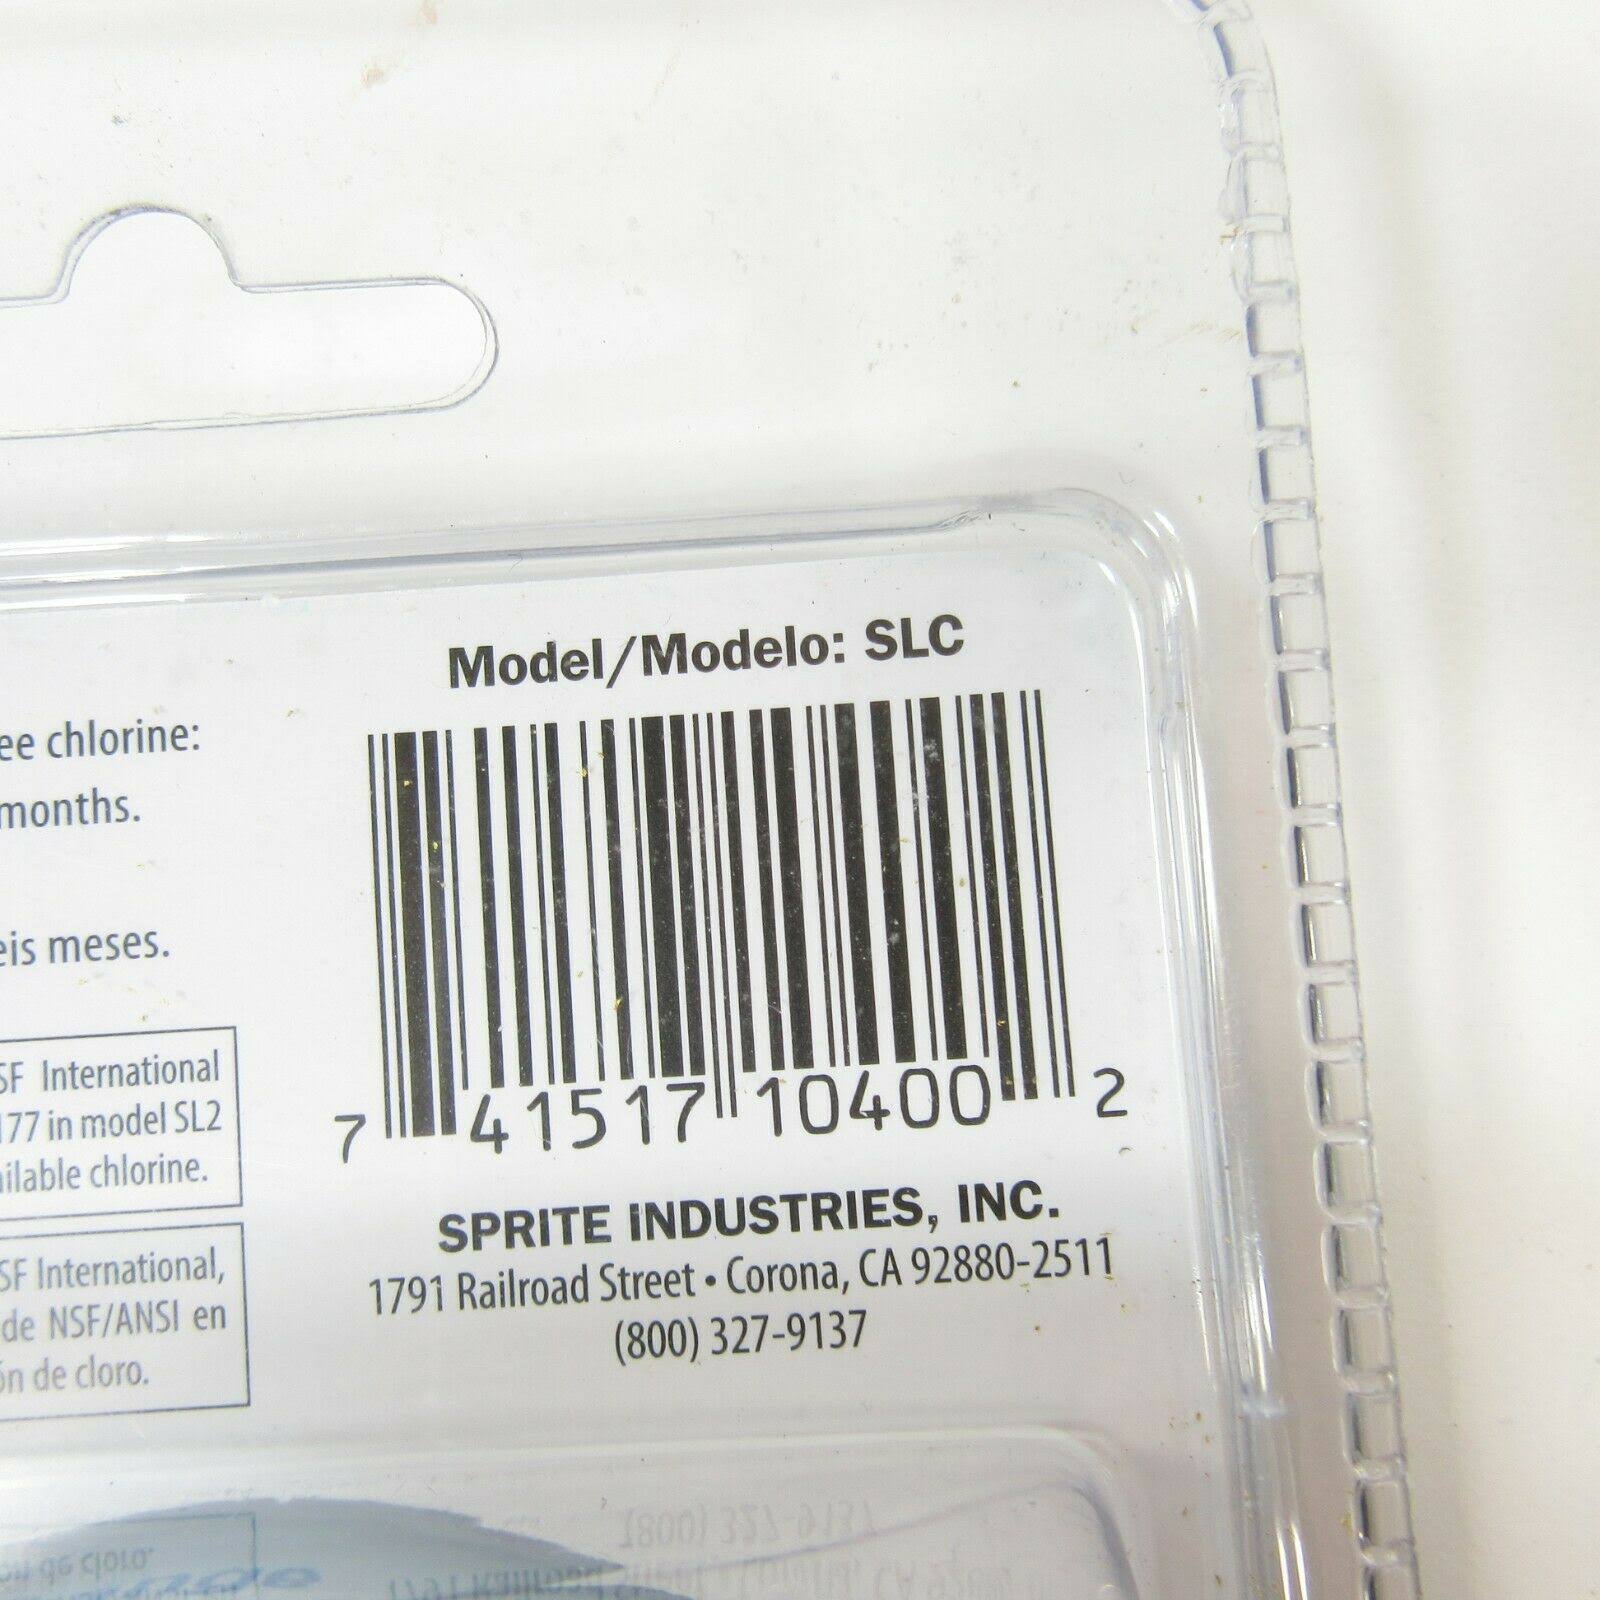 Model/Modelo: SLC
ee chlorine:
months.
eis meses.
SF International
177 in model SL2
ailable chlorine.
SF International,
de NSF/ANSI en
ón de cloro.
7 41517 10400 2
SPRITE INDUSTRIES, INC.
1791 Railroad Street • Corona, CA 92880-2511
(800) 327-9137